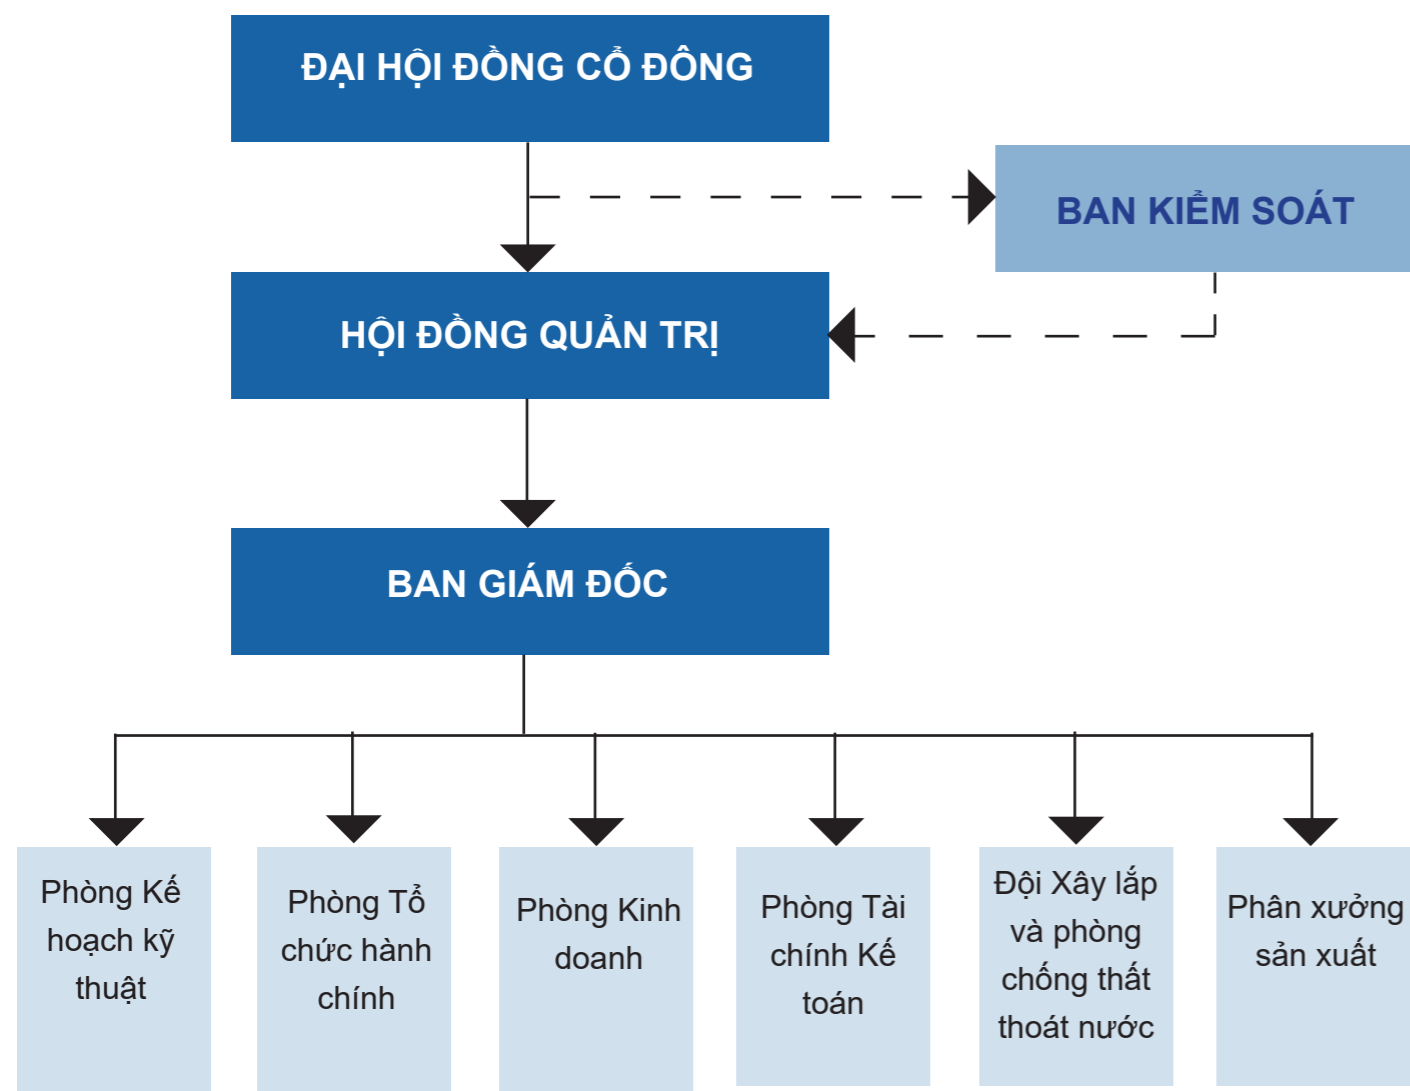 ĐẠI HỘI ĐỒNG CỔ ĐÔNG
BAN KIỂM SOÁT
HỘI ĐỒNG QUẢN TRỊ
BAN GIÁM ĐỐC
Phòng Kế
hoạch kỹ
thuật
Phòng Tổ
chức hành
chính
Phòng Kinh
doanh
Phòng Tài
chính Kế
toán
Đội Xây lắp
và phòng
chống thất
thoát nước
Phân xưởng
sản xuất